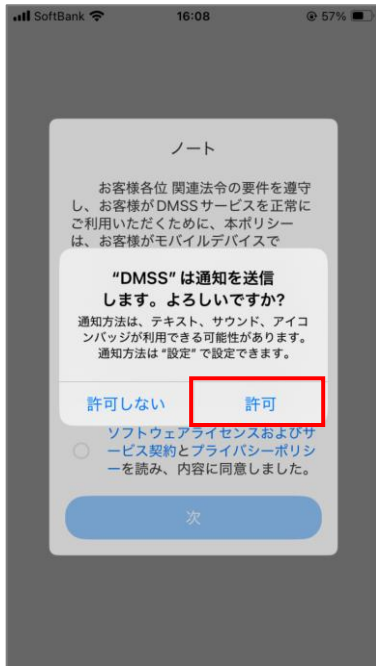 SoftBank 16:08 57%
ノート
お客様各位 関連法令の要件を遵守
し、お客様がDMSSサービスを正常に
ご利用いただくために、本ポリシー
は、お客様がモバイルデバイスで
"DMSS" は通知を送信
します。よろしいですか?
通知方法は、テキスト、サウンド、アイコ
ンバッジが利用できる可能性があります。
通知方法は "設定" で設定できます。
許可しない 許可
ソフトウェアライセンスおよびサ
ービス契約とプライバシーポリシ
ーを読み、内容に同意しました。
次